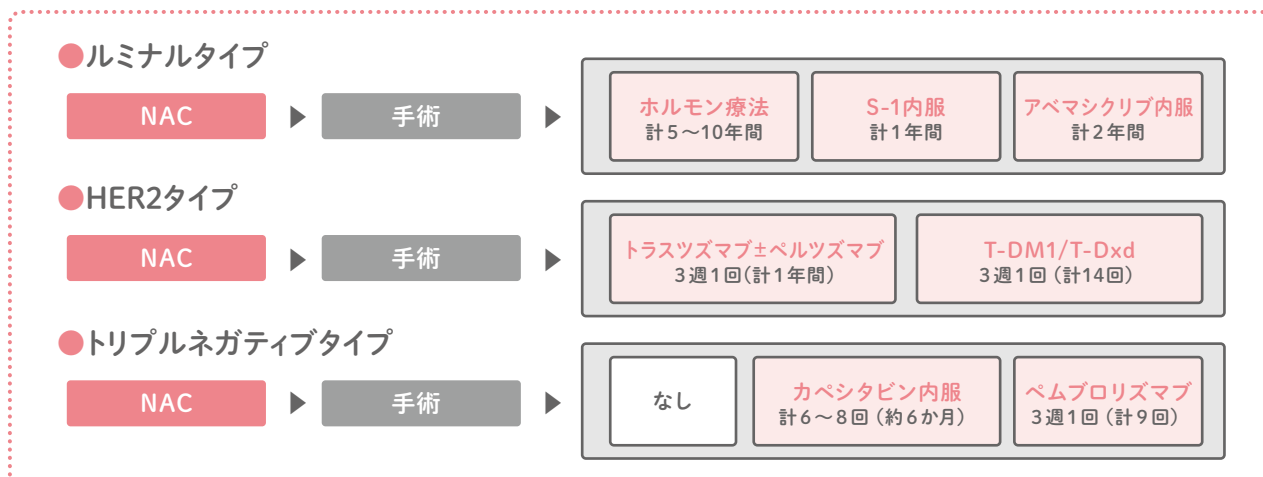 ●ルミナルタイプ
NAC ▶ 手術 ▶
ホルモン療法
計5〜10年間
S-1内服
計1年間
アベマシクリブ内服
計2年間
●HER2タイプ
NAC ▶ 手術 ▶
トラスツズマブ±ペルツズマブ
3週1回(計1年間)
T-DM1/T-Dxd
3週1回(計14回)
●トリプルネガティブタイプ
NAC ▶ 手術 ▶
なし
カペシタビン内服
計6〜8回(約6か月)
ペムブロリズマブ
3週1回(計9回)